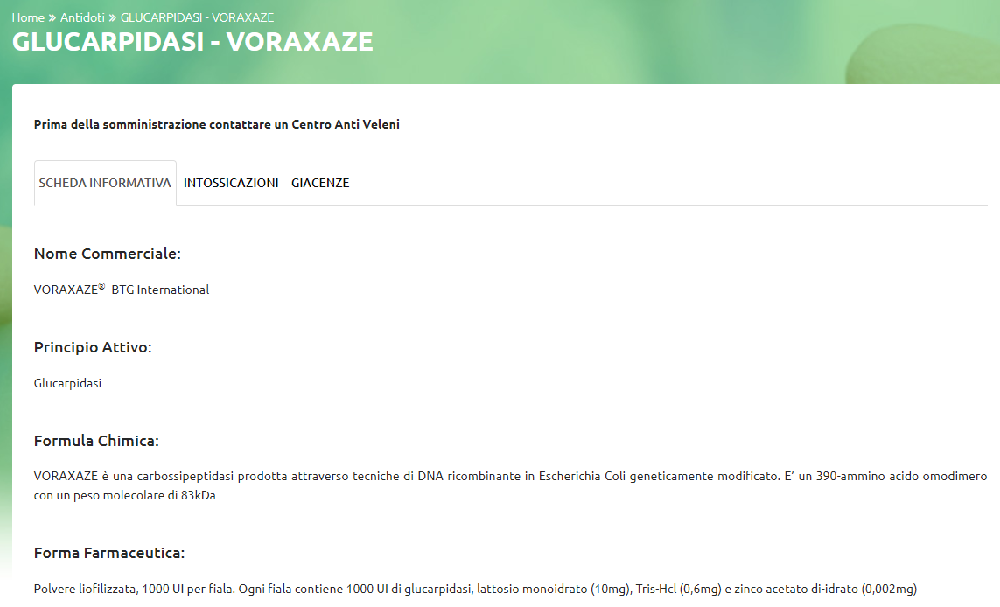 Home » Antidoti » GLUCARPIDASI - VORAXAZE
GLUCARPIDASI - VORAXAZE
Prima della somministrazione contattare un Centro Anti Veleni
SCHEDA INFORMATIVA INTOSSICAZIONI GIACENZE
Nome Commerciale:
VORAXAZE®- BTG International
Principio Attivo:
Glucarpidasi
Formula Chimica:
VORAXAZE è una carbossipeptidasi prodotta attraverso tecniche di DNA ricombinante in Escherichia Coli geneticamente modificato. E’ un 390-ammino acido omodimero
con un peso molecolare di 83kDa
Forma Farmaceutica:
Polvere liofilizzata, 1000 UI per fiala. Ogni fiala contiene 1000 UI di glucarpidasi, lattosio monoidrato (10mg), Tris-Hcl (0,6mg) e zinco acetato di-idrato (0,002mg)